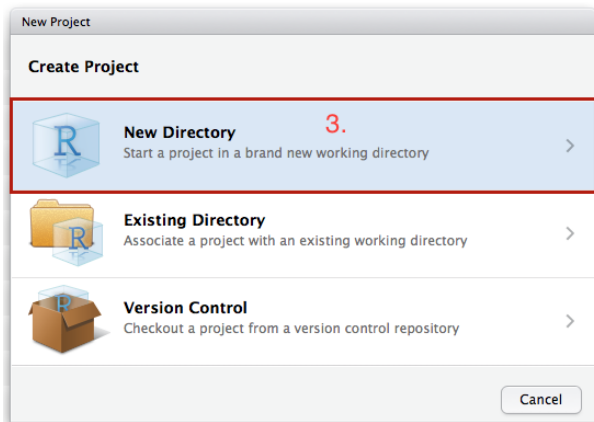 New Project
Create Project
New Directory
3.
Start a project in a brand new working directory
R
Existing Directory
Associate a project with an existing working directory
R
Version Control
Checkout a project from a version control repository
R
Cancel